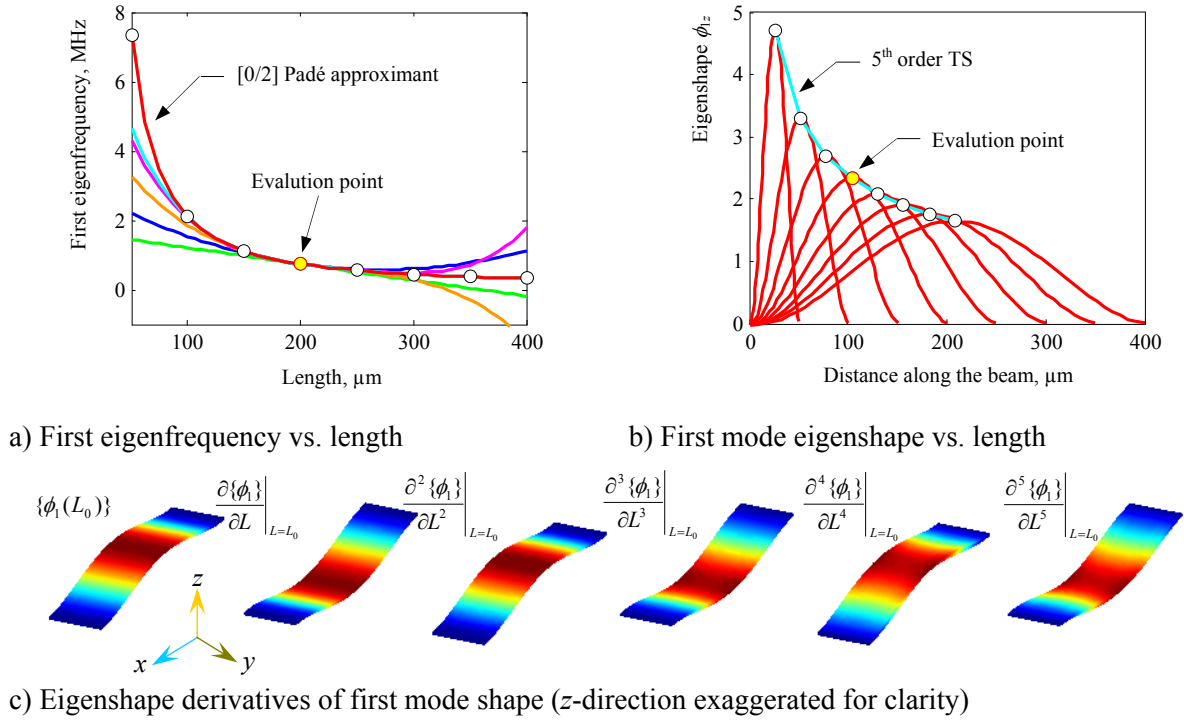 8
6
4
2
0
100
200
300
400
First eigenfrequency, MHz
Length, µm
[0/2] Padé approximant
Evalution point
5
4
3
2
1
0
0
100
200
300
400
Eigenshape ϕ1z
Distance along the beam, µm
5th order TS
Evalution point
a) First eigenfrequency vs. length
b) First mode eigenshape vs. length
{ϕ1(L0)}
∂{ϕ1}/∂L|L=L0
∂2{ϕ1}/∂L2|L=L0
∂3{ϕ1}/∂L3|L=L0
∂4{ϕ1}/∂L4|L=L0
∂5{ϕ1}/∂L5|L=L0
z
x
y
c) Eigenshape derivatives of first mode shape (z-direction exaggerated for clarity)